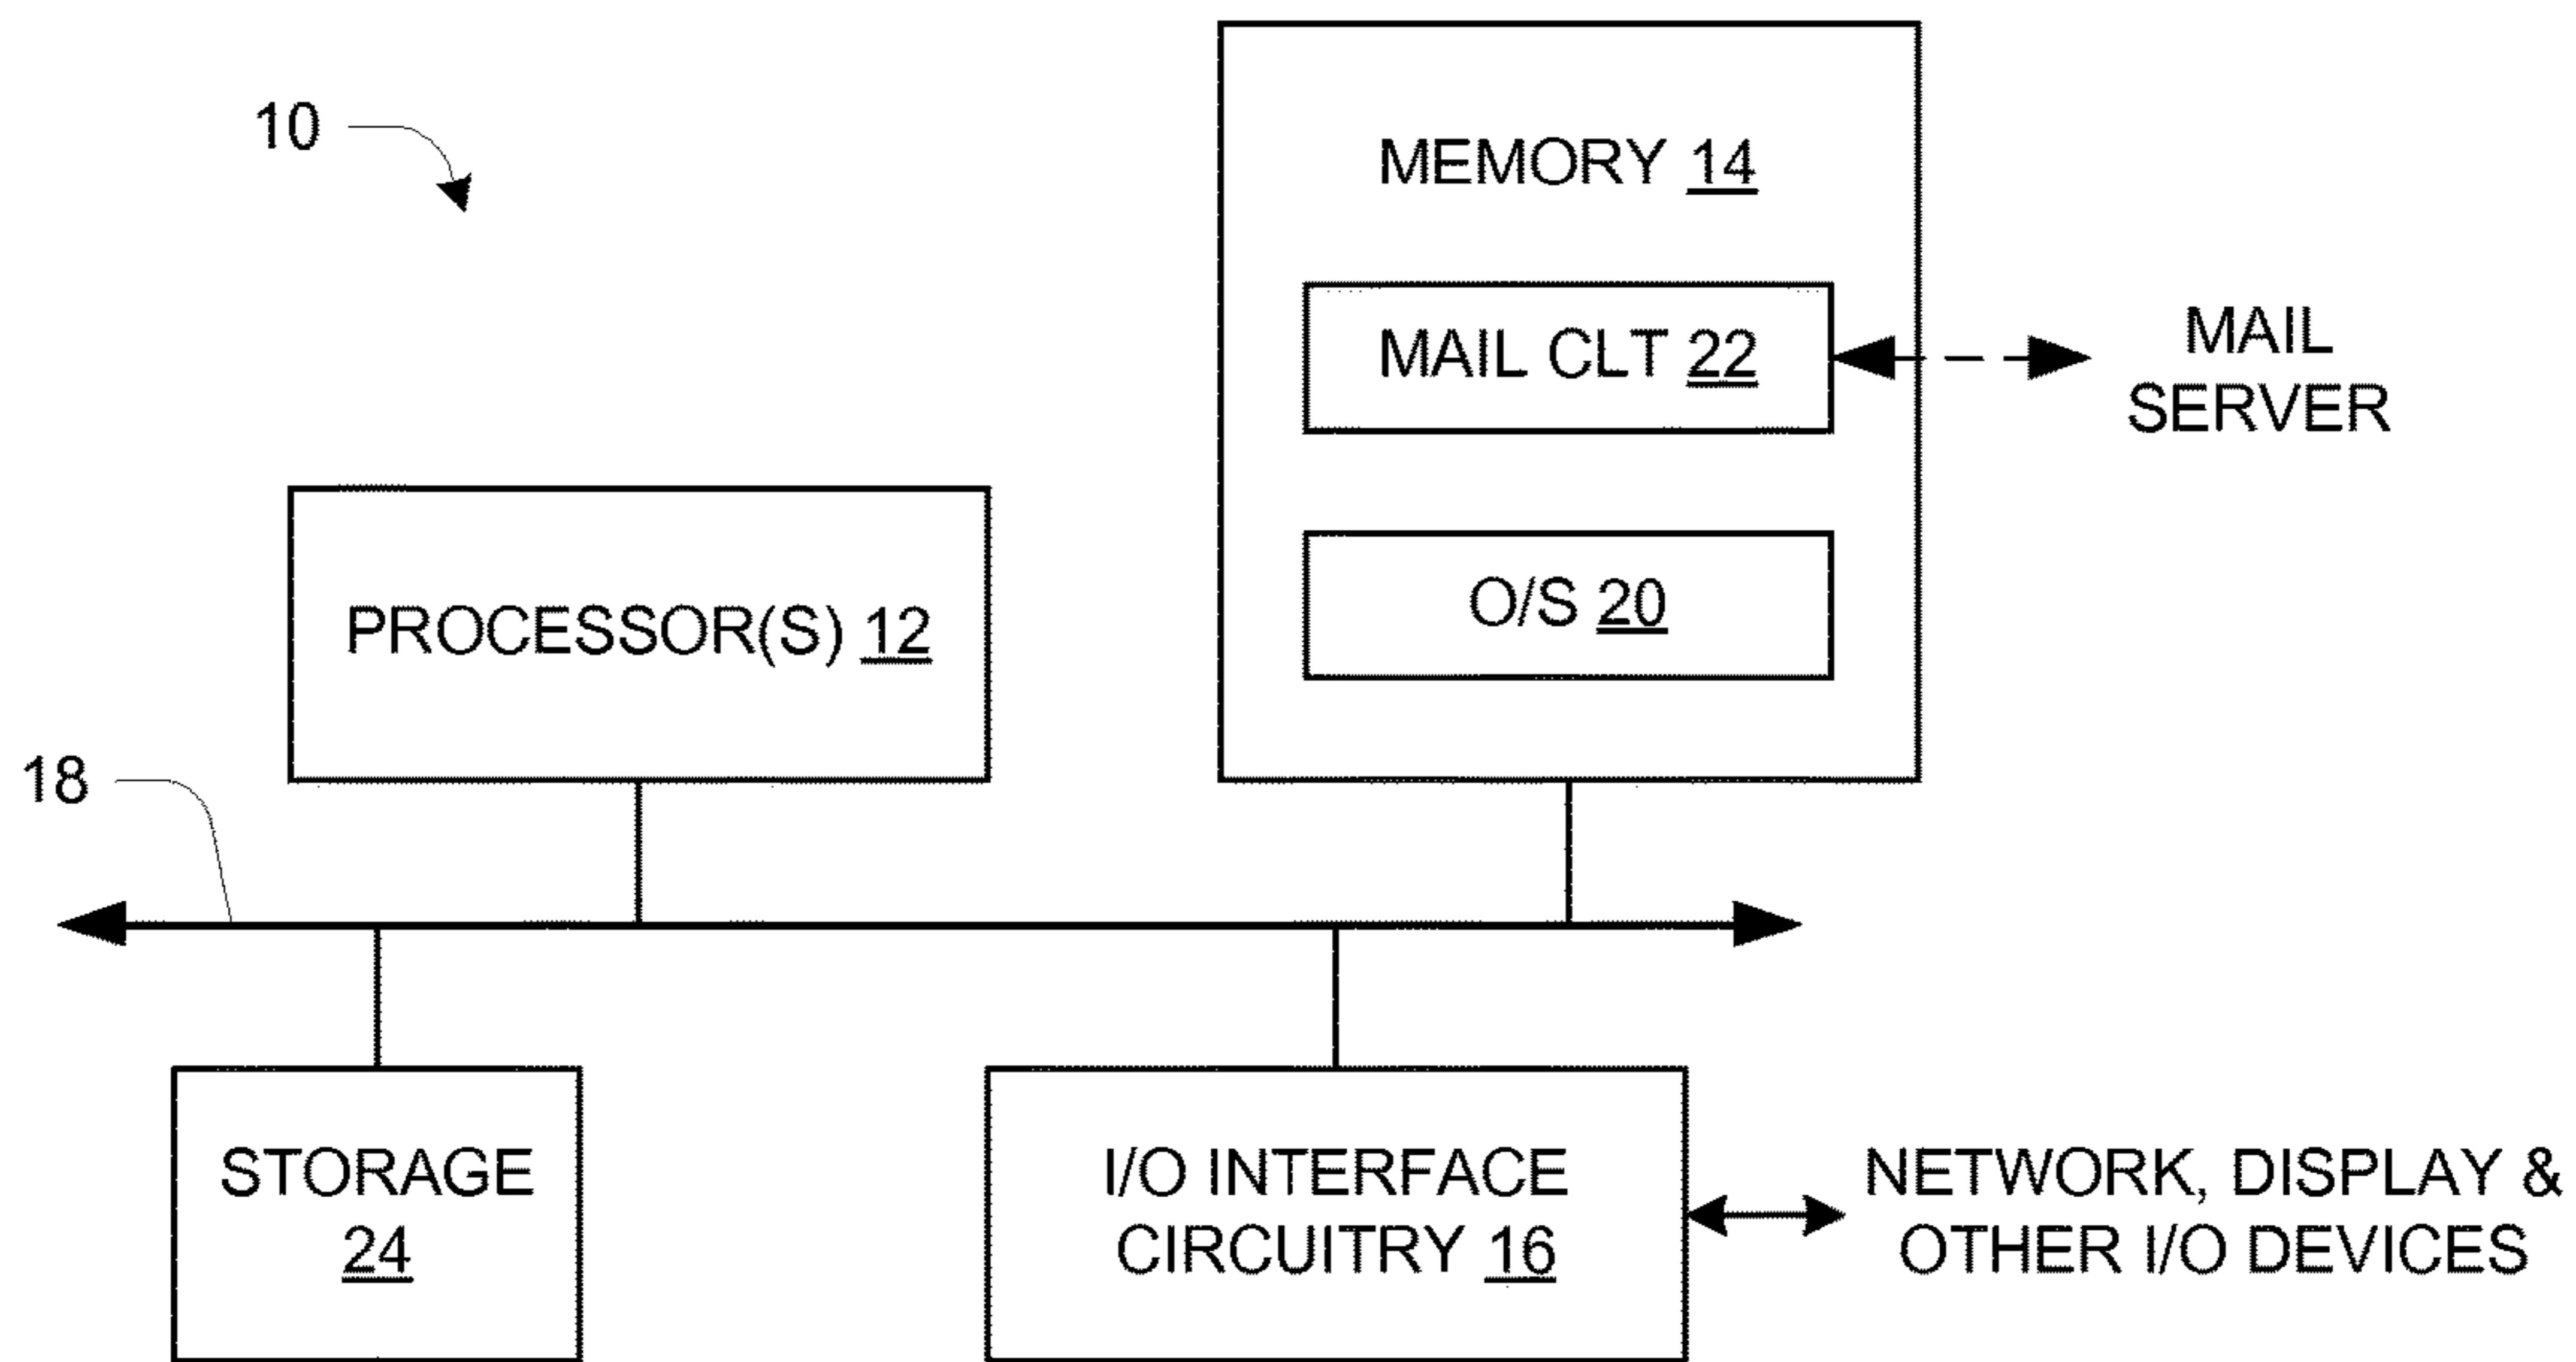 10
MEMORY 14
MAIL CLT 22
MAIL
SERVER
O/S 20
PROCESSOR(S) 12
18
STORAGE
24
I/O INTERFACE
CIRCUITRY 16
NETWORK, DISPLAY &
OTHER I/O DEVICES